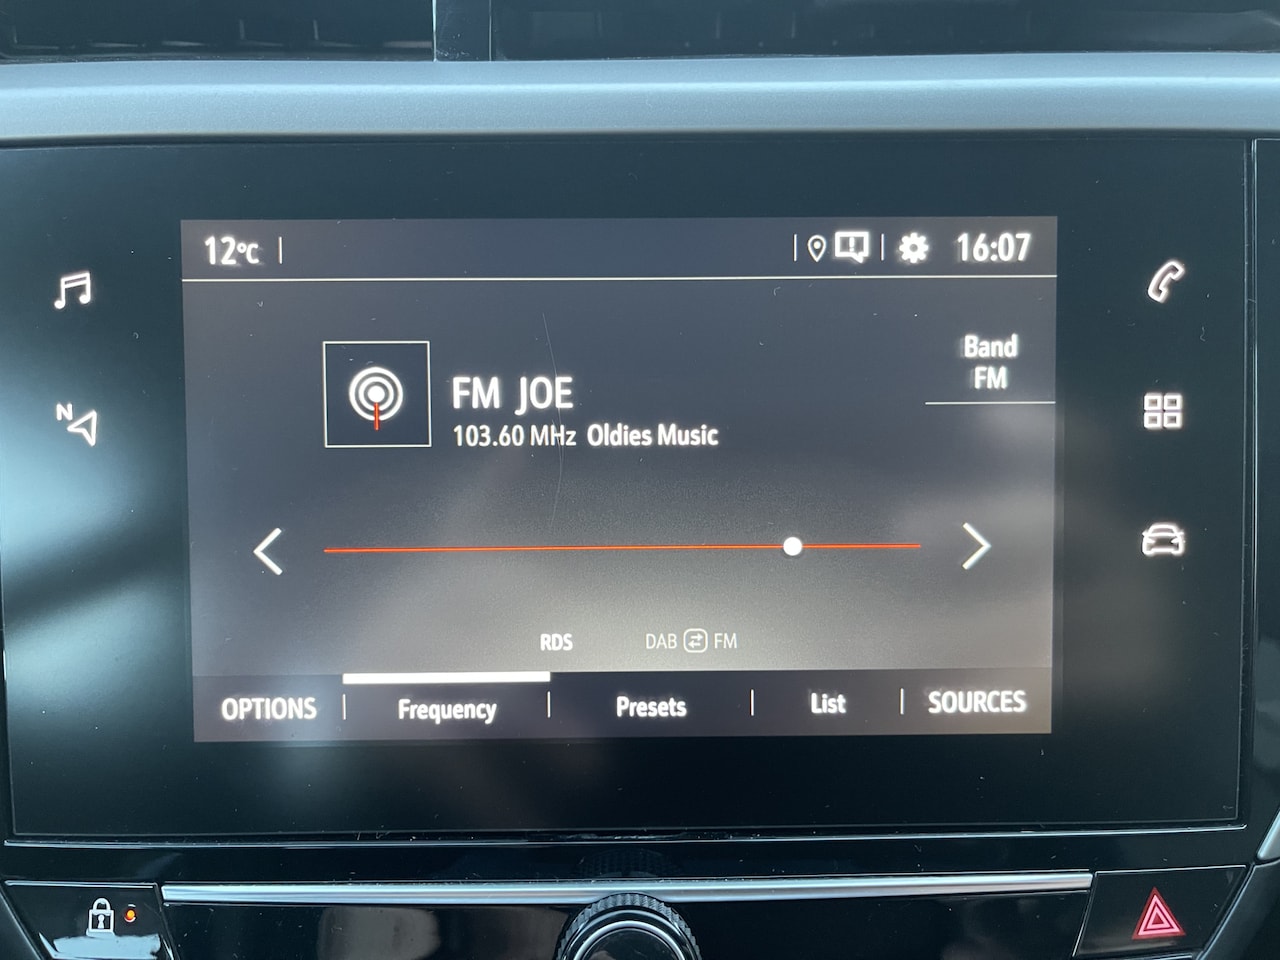 12°C
16:07
Band
FM
FM JOE
103.60 MHz Oldies Music
N
RDS
DAB FM
OPTIONS
Frequency
Presets
List
SOURCES